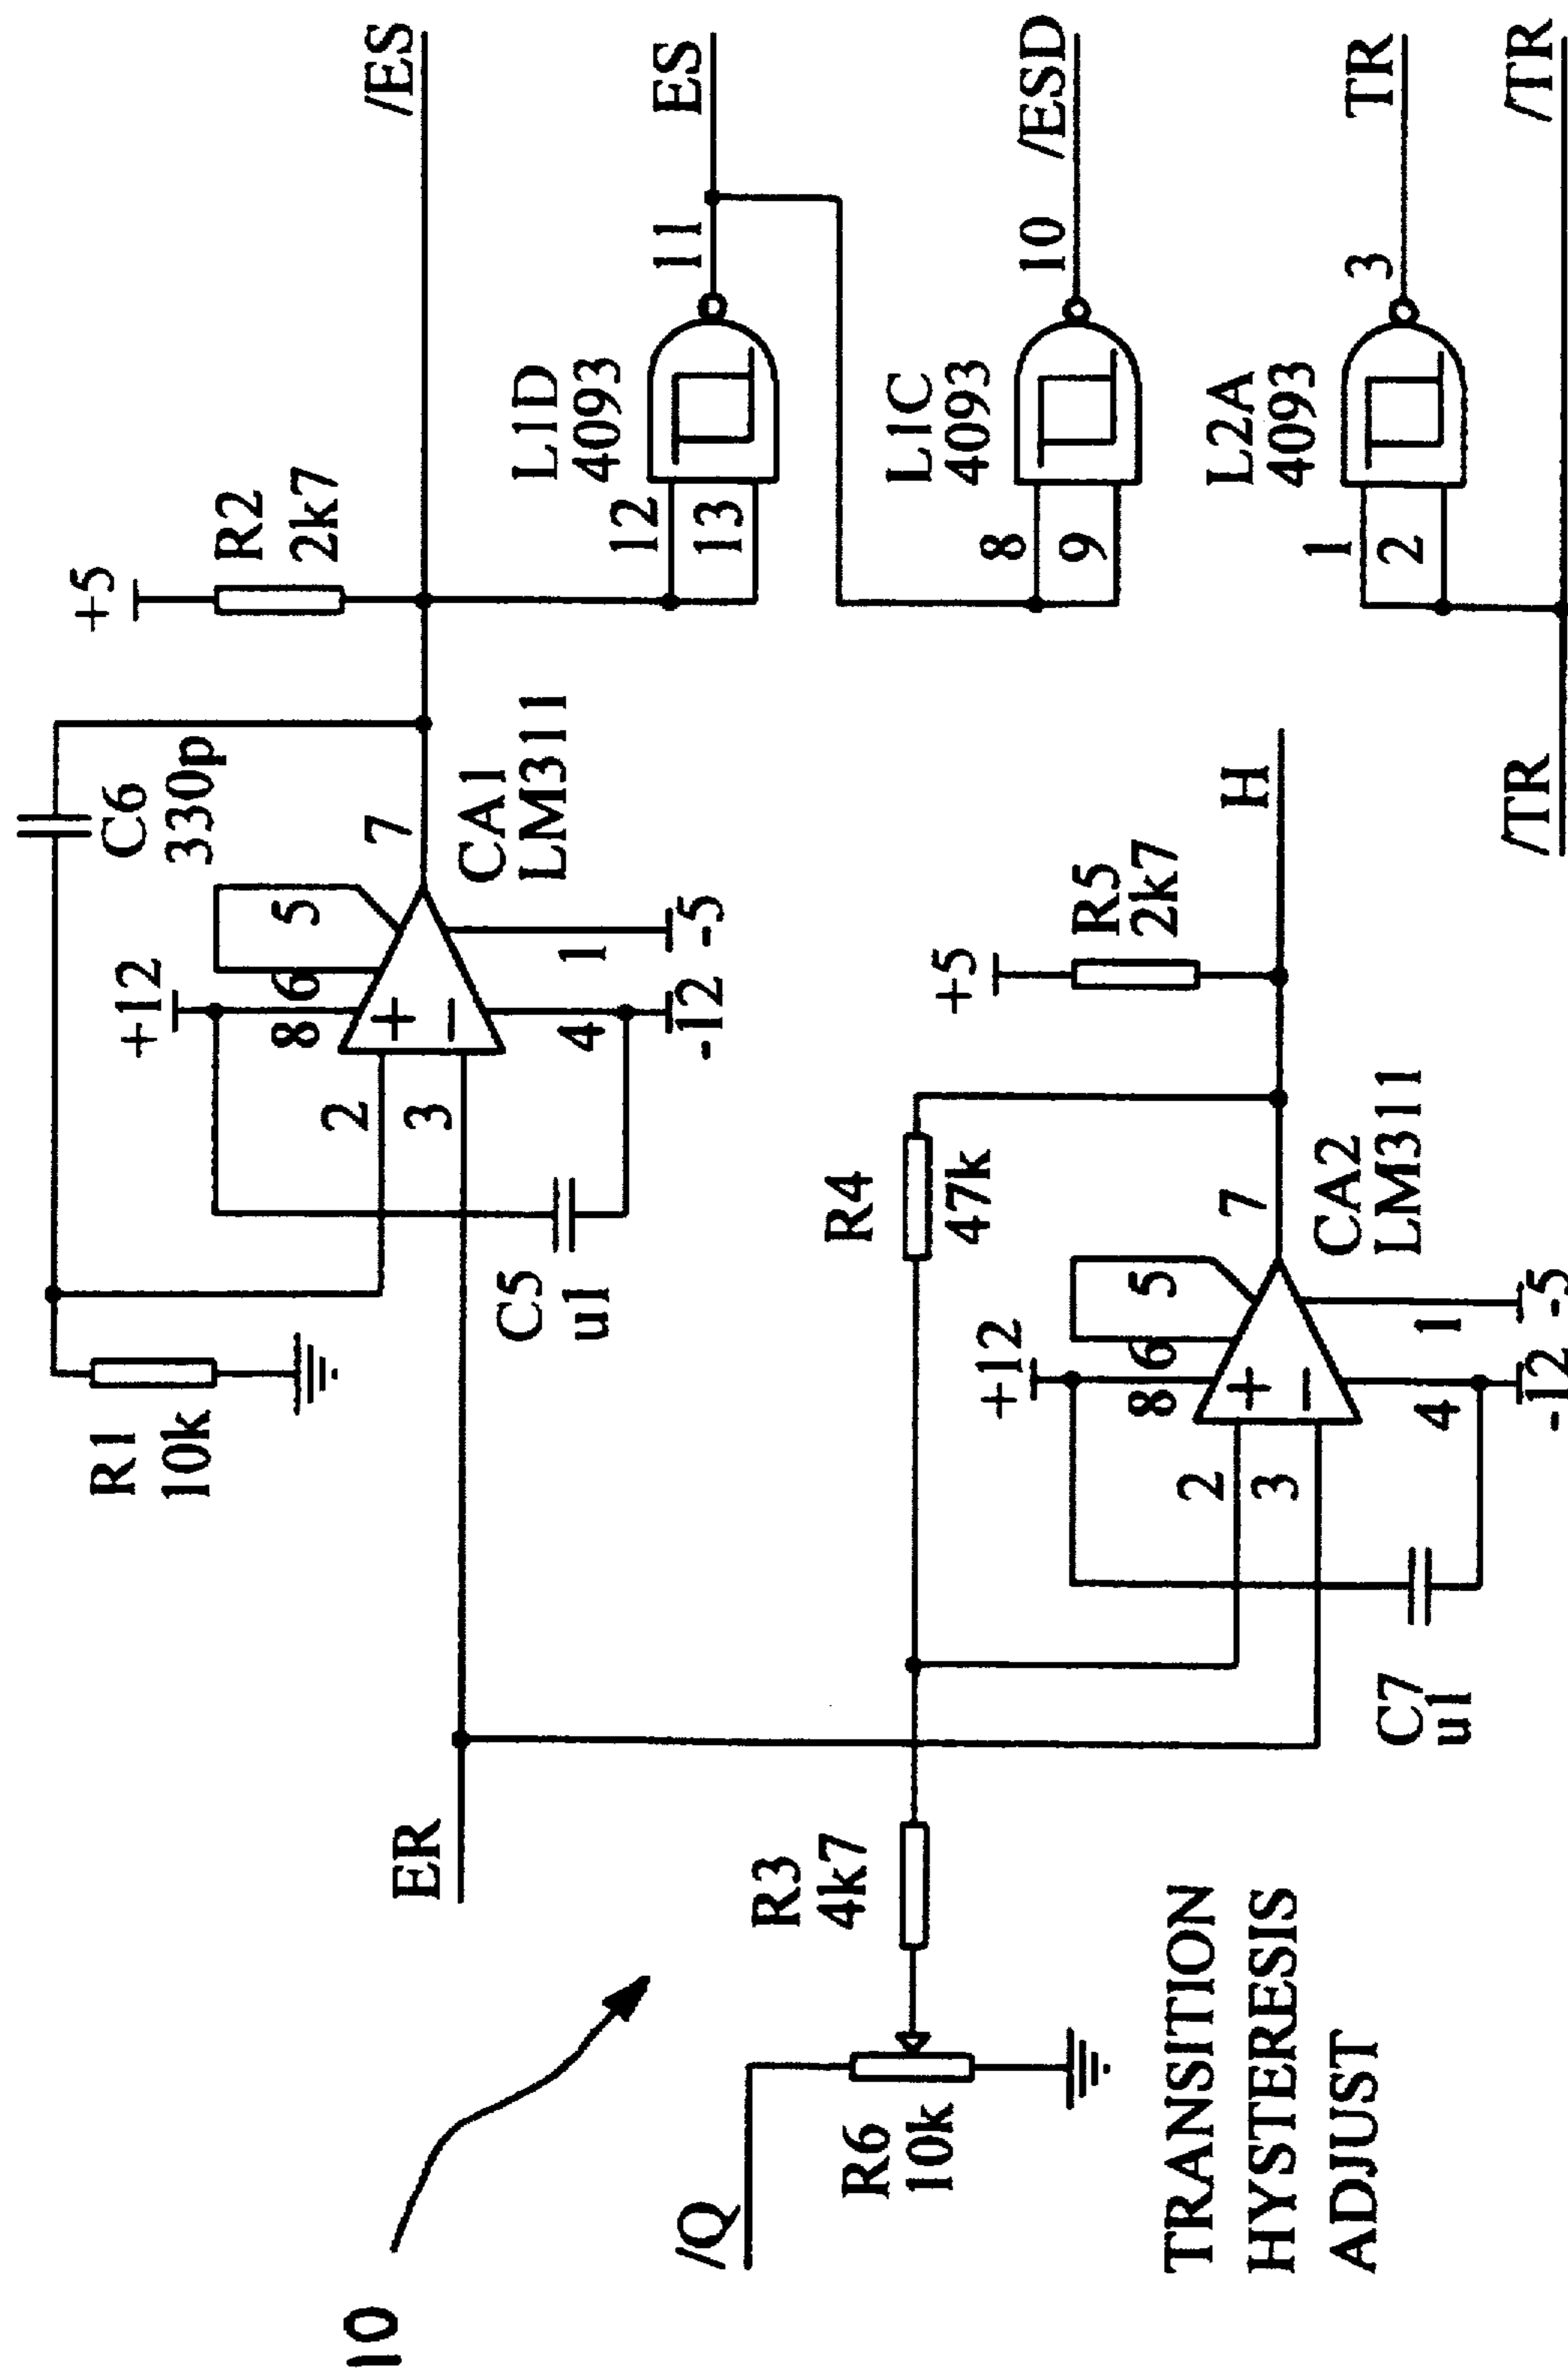 10
/Q
R6
10k
TRANSITION
HYSTERESIS
ADJUST
ER
R3
4k7
R1
10k
C5
u1
C7
u1
2
3
+12
8
6
5
4
1
-12
-5
7
CA1
LM311
C6
330p
R4
47k
2
3
+12
8
6
5
4
1
-12
-5
7
CA2
LM311
+5
R5
2k7
H
/TR
+5
R2
2k7
12
13
L1D
4093
11
8
9
L1C
4093
10
1
2
L2A
4093
3
/ES
ES
/ESD
TR
/TR